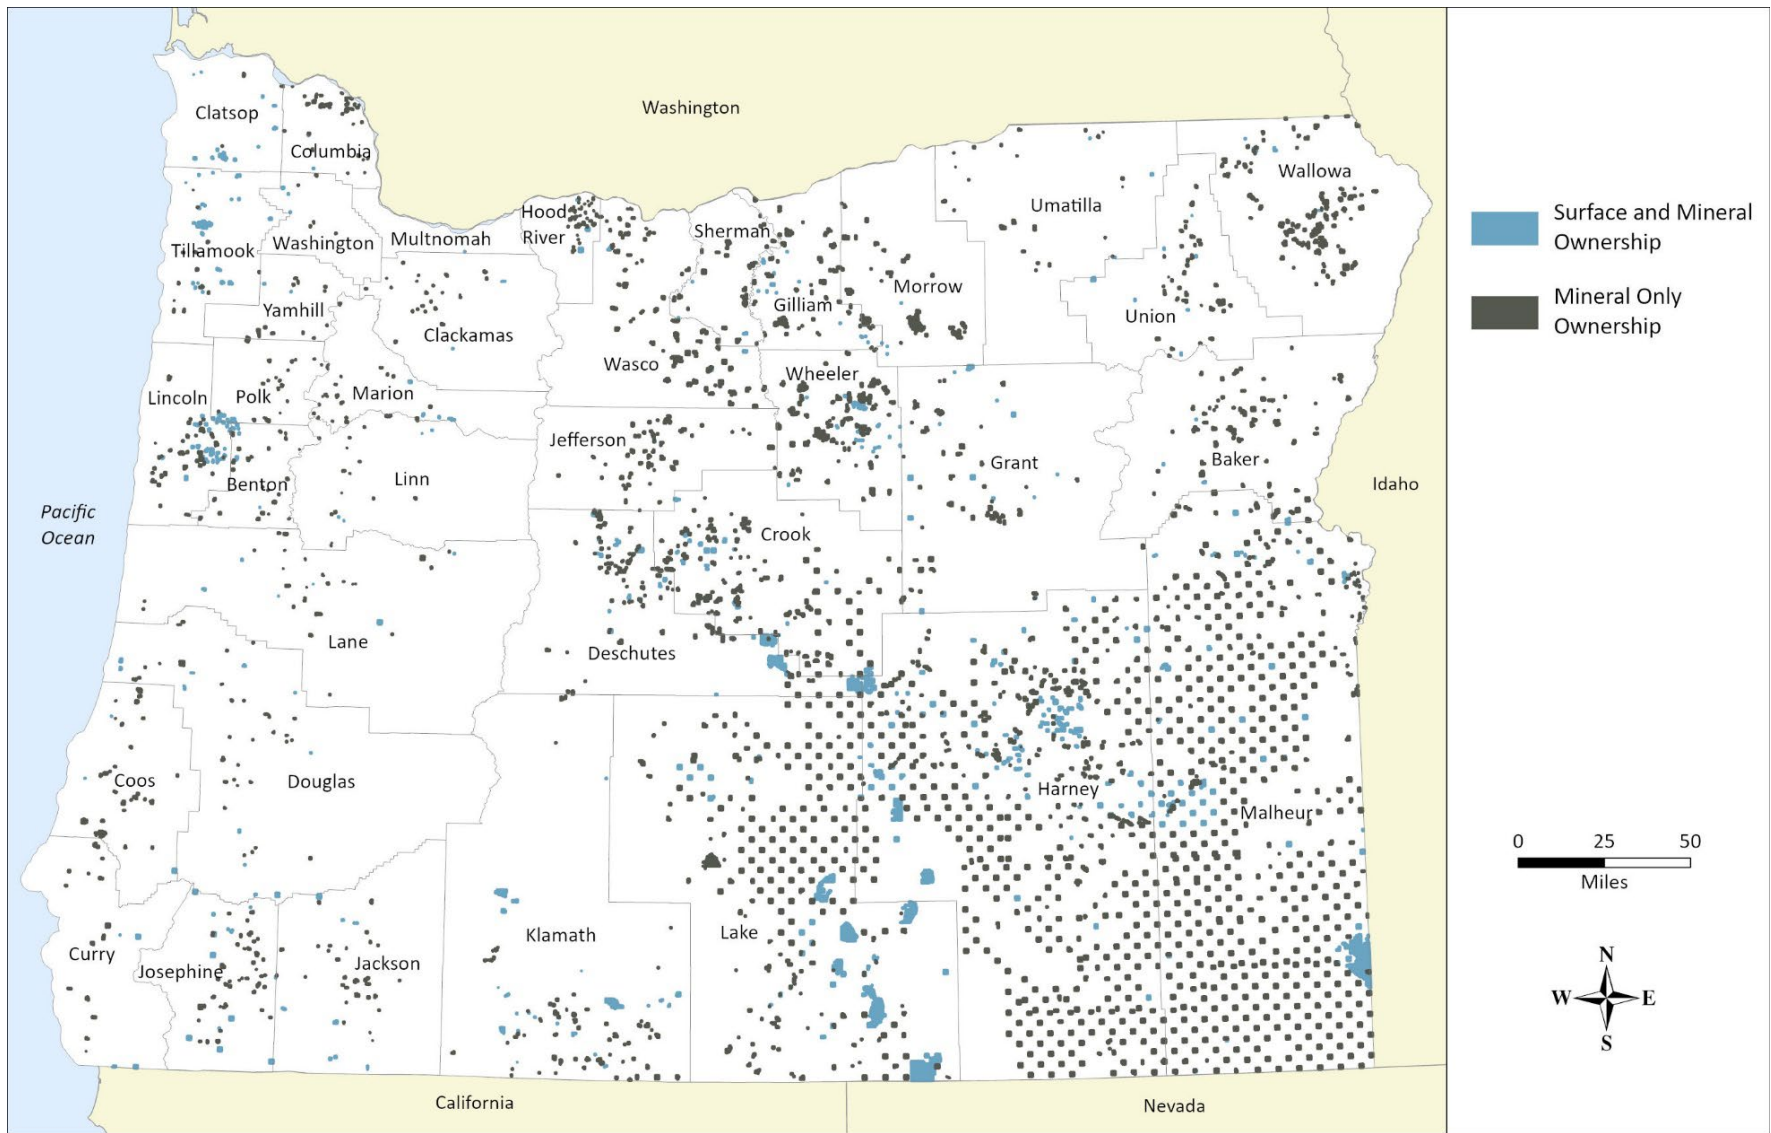 Washington
Clatsop
Columbia
Wallowa
Hood
River
Umatilla
Tillamook
Washington
Multnomah
Sherman
Surface and Mineral
Ownership
Yamhill
Gilliam
Morrow
Clackamas
Union
Mineral Only
Ownership
Lincoln
Polk
Marion
Wasco
Wheeler
Jefferson
Benton
Linn
Grant
Baker
Idaho
Pacific
Ocean
Crook
Lane
Deschutes
Coos
Douglas
Harney
Malheur
0 25 50
Miles
Curry
Josephine
Jackson
Klamath
Lake
N
W E
S
California
Nevada